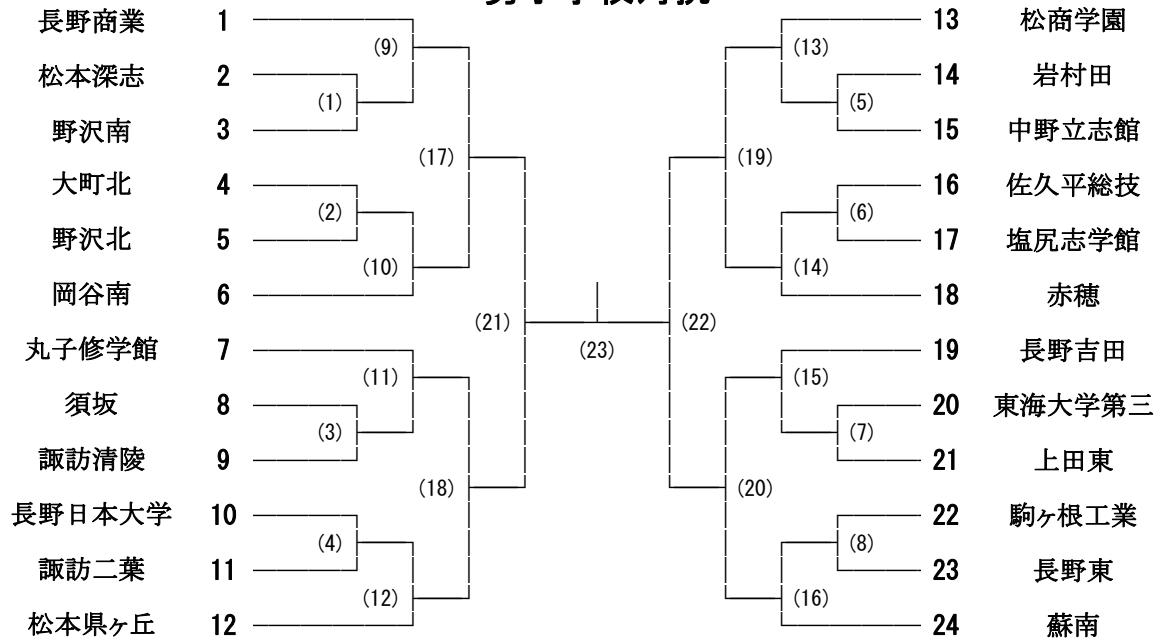 長野商業 1
(9)
松本深志 2
(1)
野沢南 3
(17)
大町北 4
(2)
野沢北 5
(10)
岡谷南 6
(21)
丸子修学館 7
(11)
須坂 8
(3)
諏訪清陵 9
(18)
長野日本大学 10
(4)
諏訪二葉 11
(12)
松本県ヶ丘 12
(23)
13 松商学園
(13)
14 岩村田
(5)
15 中野立志館
(19)
16 佐久平総技
(6)
17 塩尻志学館
(14)
18 赤穂
(22)
19 長野吉田
(15)
20 東海大学第三
(7)
21 上田東
(20)
22 駒ヶ根工業
(8)
23 長野東
(16)
24 蘇南